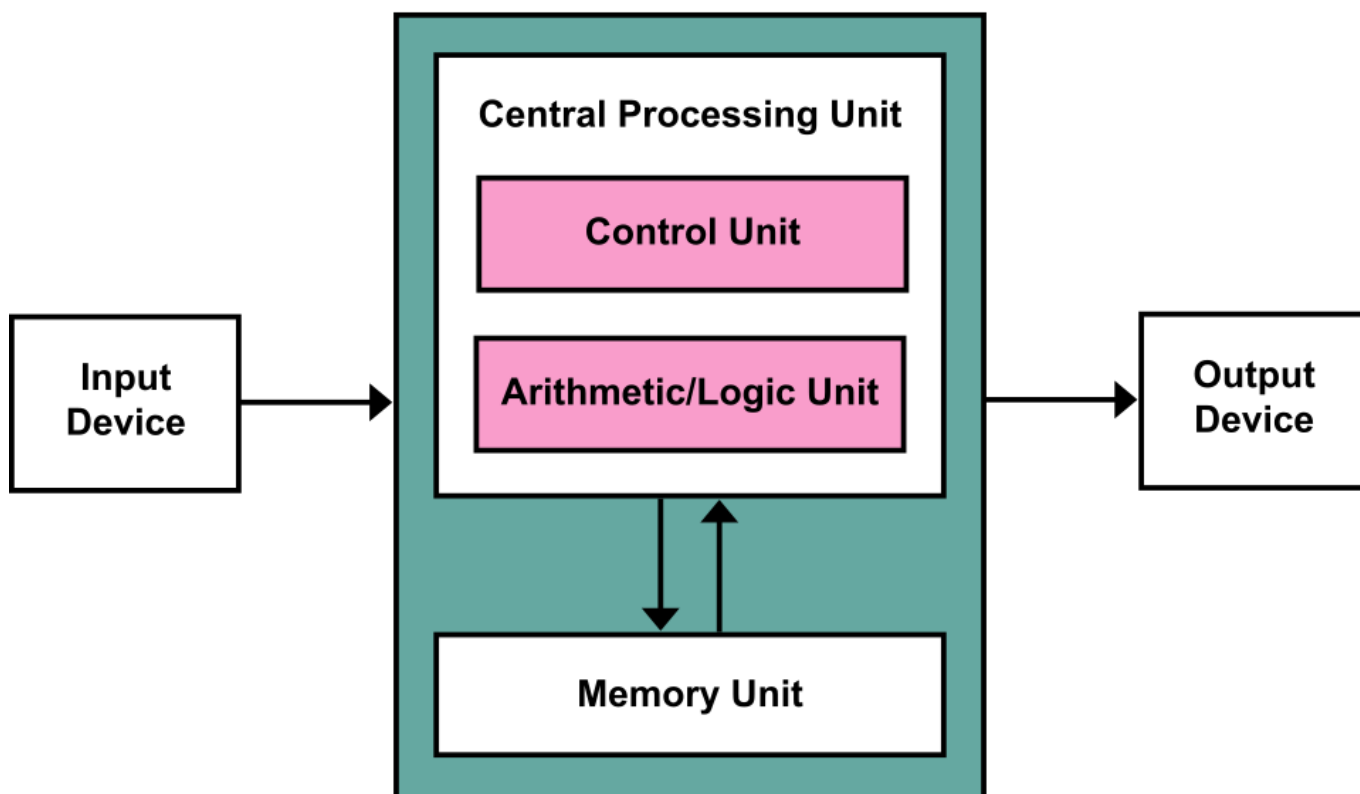 Central Processing Unit
Control Unit
Arithmetic/Logic Unit
Input
Device
Output
Device
Memory Unit